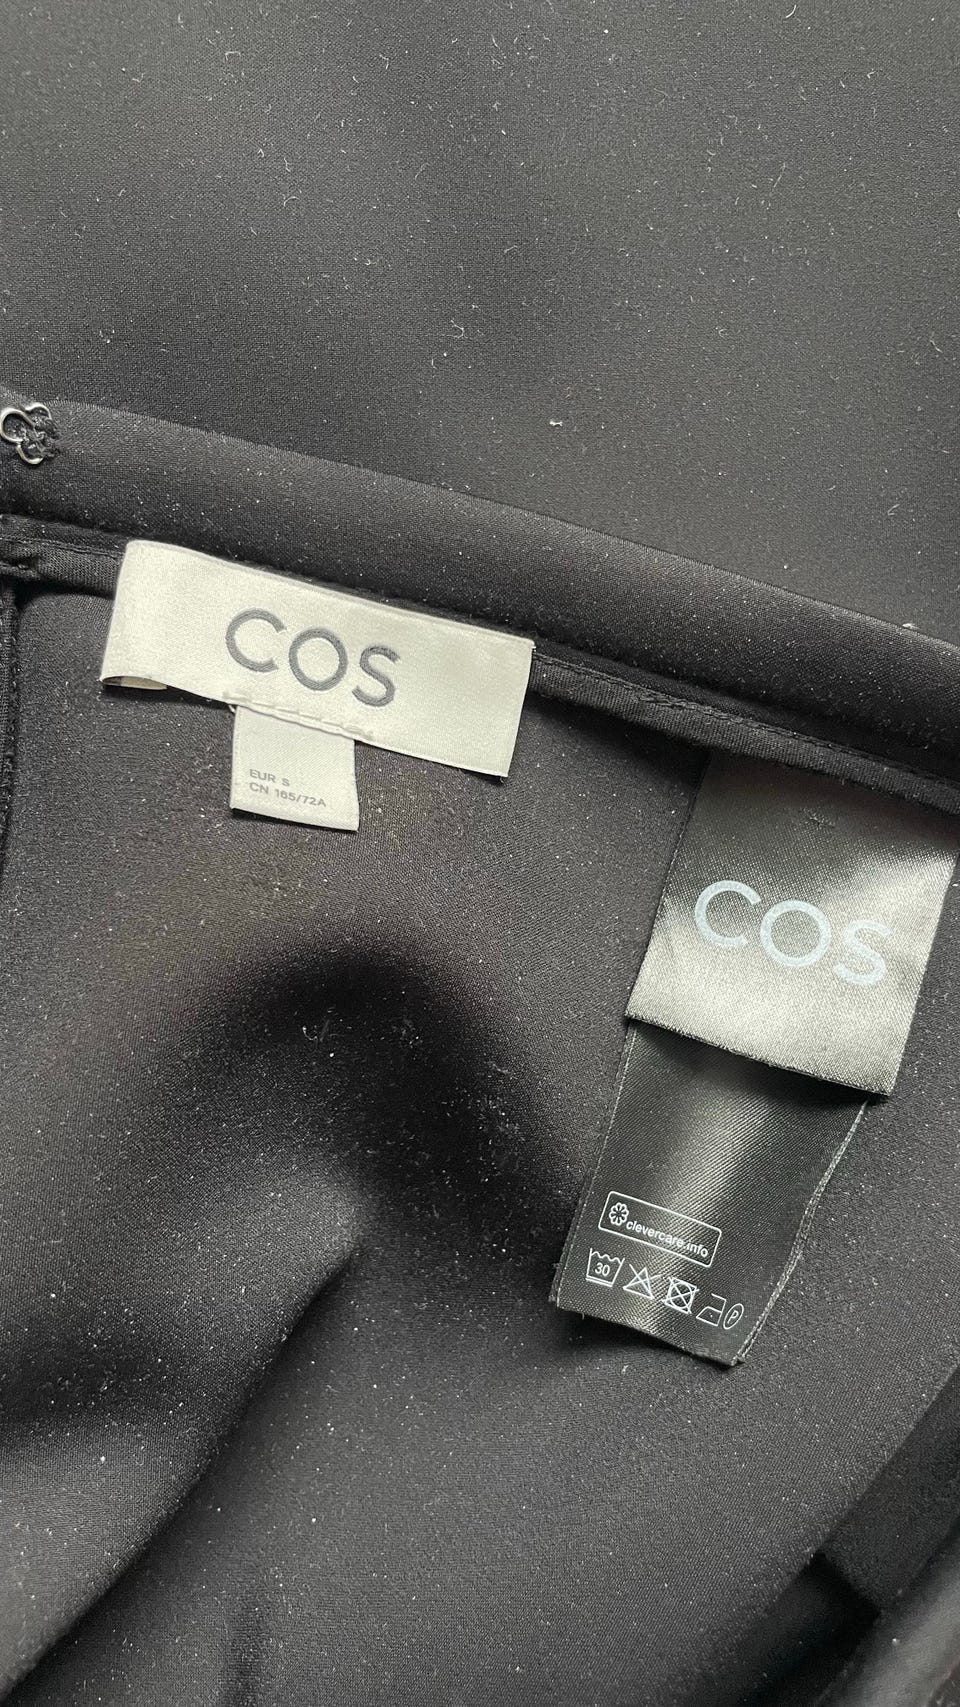 COS
EUR S
CN 165/72A
COS
clevercare.info
30
P